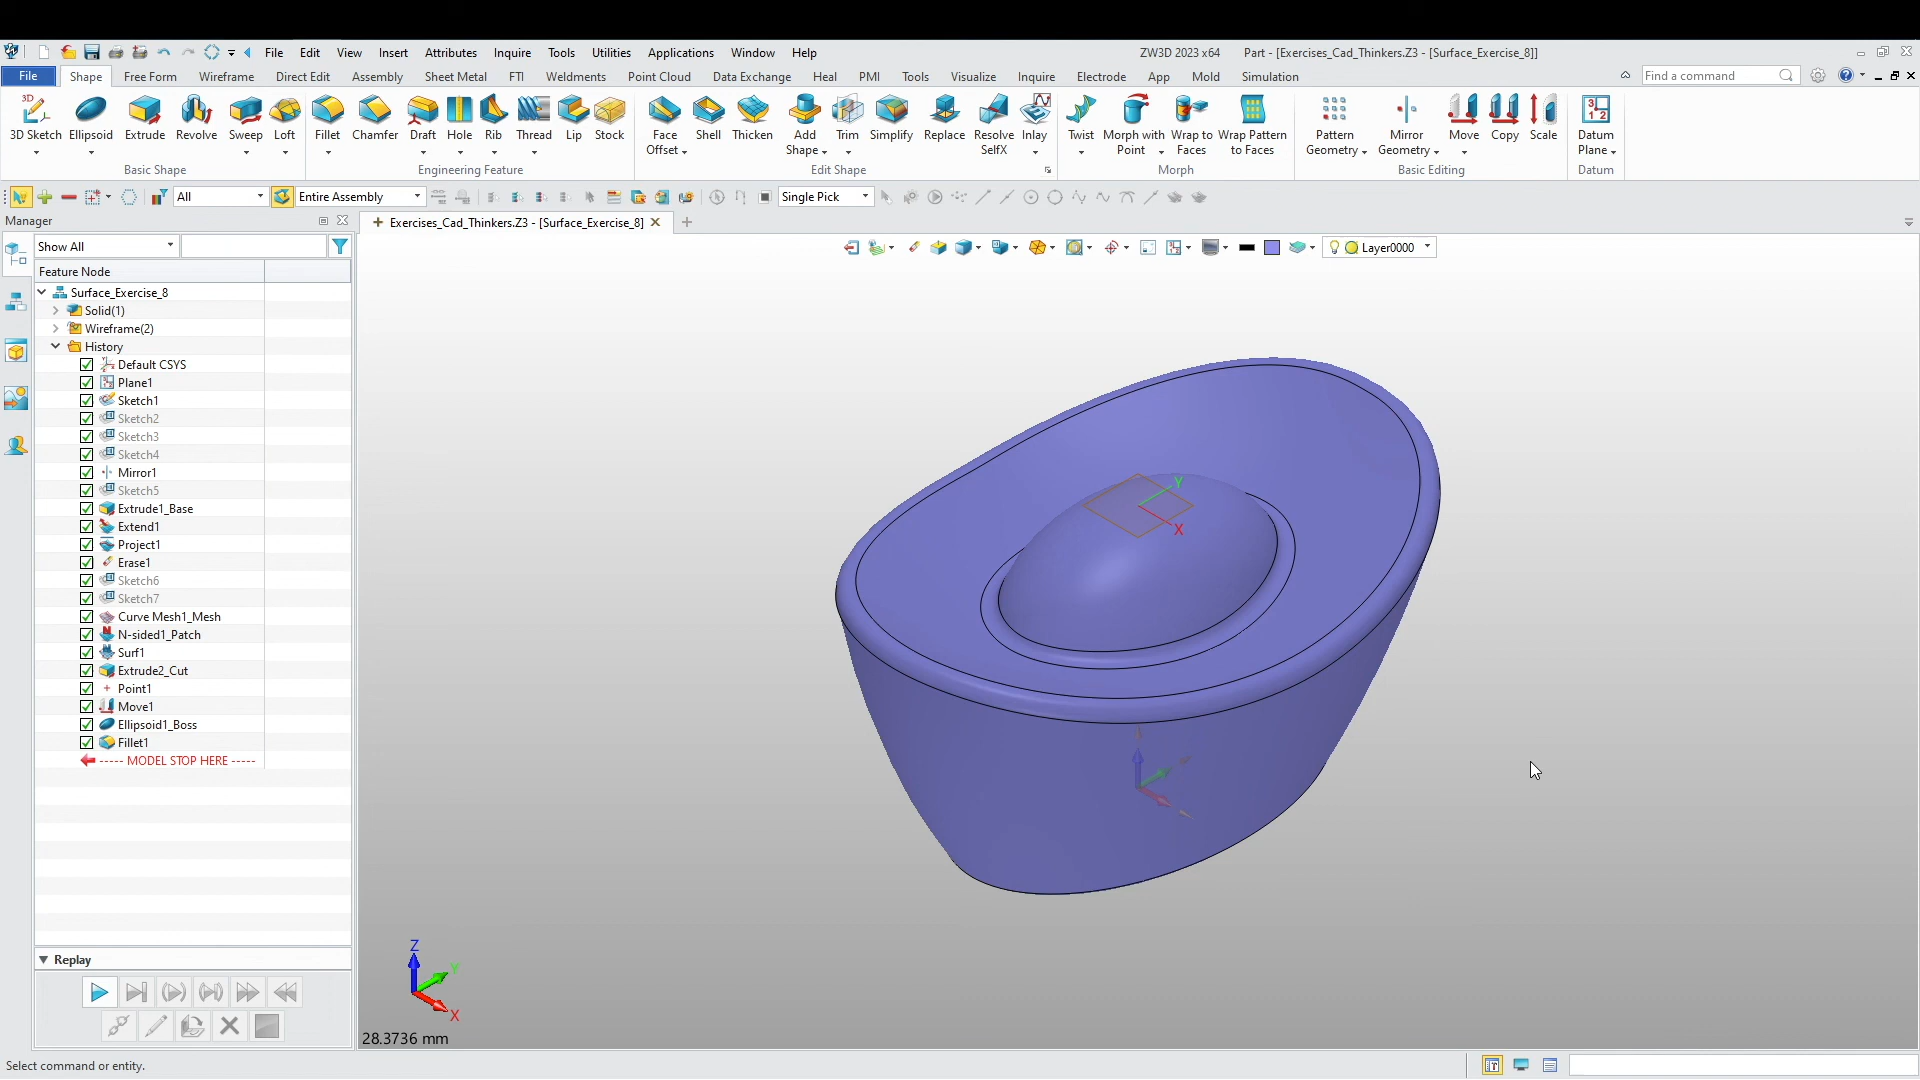 File Edit View Insert Attributes Inquire Tools Utilities Applications Window Help
ZW3D 2023 x64 Part - [Exercises_Cad_Thinkers.Z3 - [Surface_Exercise_8]]
File Shape Free Form Wireframe Direct Edit Assembly Sheet Metal FTI Weldments Point Cloud Data Exchange Heal PMI Tools Visualize Inquire Electrode App Mold Simulation
Find a command
3D Sketch Ellipsoid Extrude Revolve Sweep Loft Fillet Chamfer Draft Hole Rib Thread Lip Stock Face Offset Shell Thicken Add Shape Trim Simplify Replace Resolve SelfX Inlay Twist Morph with Point Wrap to Faces Wrap Pattern to Faces Pattern Geometry Mirror Geometry Move Copy Scale Datum Plane
Basic Shape Engineering Feature Edit Shape Morph Basic Editing Datum
All Entire Assembly Single Pick
Manager
Exercises_Cad_Thinkers.Z3 - [Surface_Exercise_8]
Show All
Layer0000
Feature Node
Surface_Exercise_8
Solid(1)
Wireframe(2)
History
Default CSYS
Plane1
Sketch1
Sketch2
Sketch3
Sketch4
Mirror1
Sketch5
Extrude1_Base
Extend1
Project1
Erase1
Sketch6
Sketch7
Curve Mesh1_Mesh
N-sided1_Patch
Surf1
Extrude2_Cut
Point1
Move1
Ellipsoid1_Boss
Fillet1
----- MODEL STOP HERE -----
Y
X
Replay
Z
Y
X
28.3736 mm
Select command or entity.